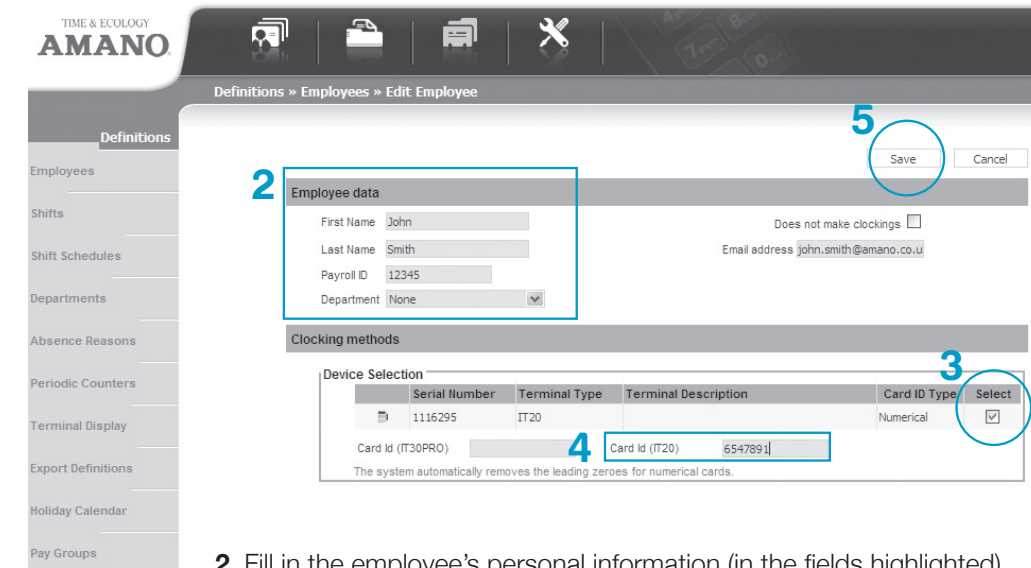 TIME & ECOLOGY
AMANO
Definitions » Employees » Edit Employee
Definitions
Employees
Shifts
Shift Schedules
Departments
Absence Reasons
Periodic Counters
Terminal Display
Export Definitions
Holiday Calendar
Pay Groups
5
Save Cancel
2
Employee data
First Name John Does not make clockings
Last Name Smith Email address john.smith@amano.co.u
Payroll ID 12345
Department None
Clocking methods
3
Device Selection
Serial Number Terminal Type Terminal Description Card ID Type Select
1116295 IT20 Numerical
Card Id (IT30PRO) 4 Card Id (IT20) 6547891
The system automatically removes the leading zeroes for numerical cards.
2 Fill in the employee's personal information (in the fields highlighted)